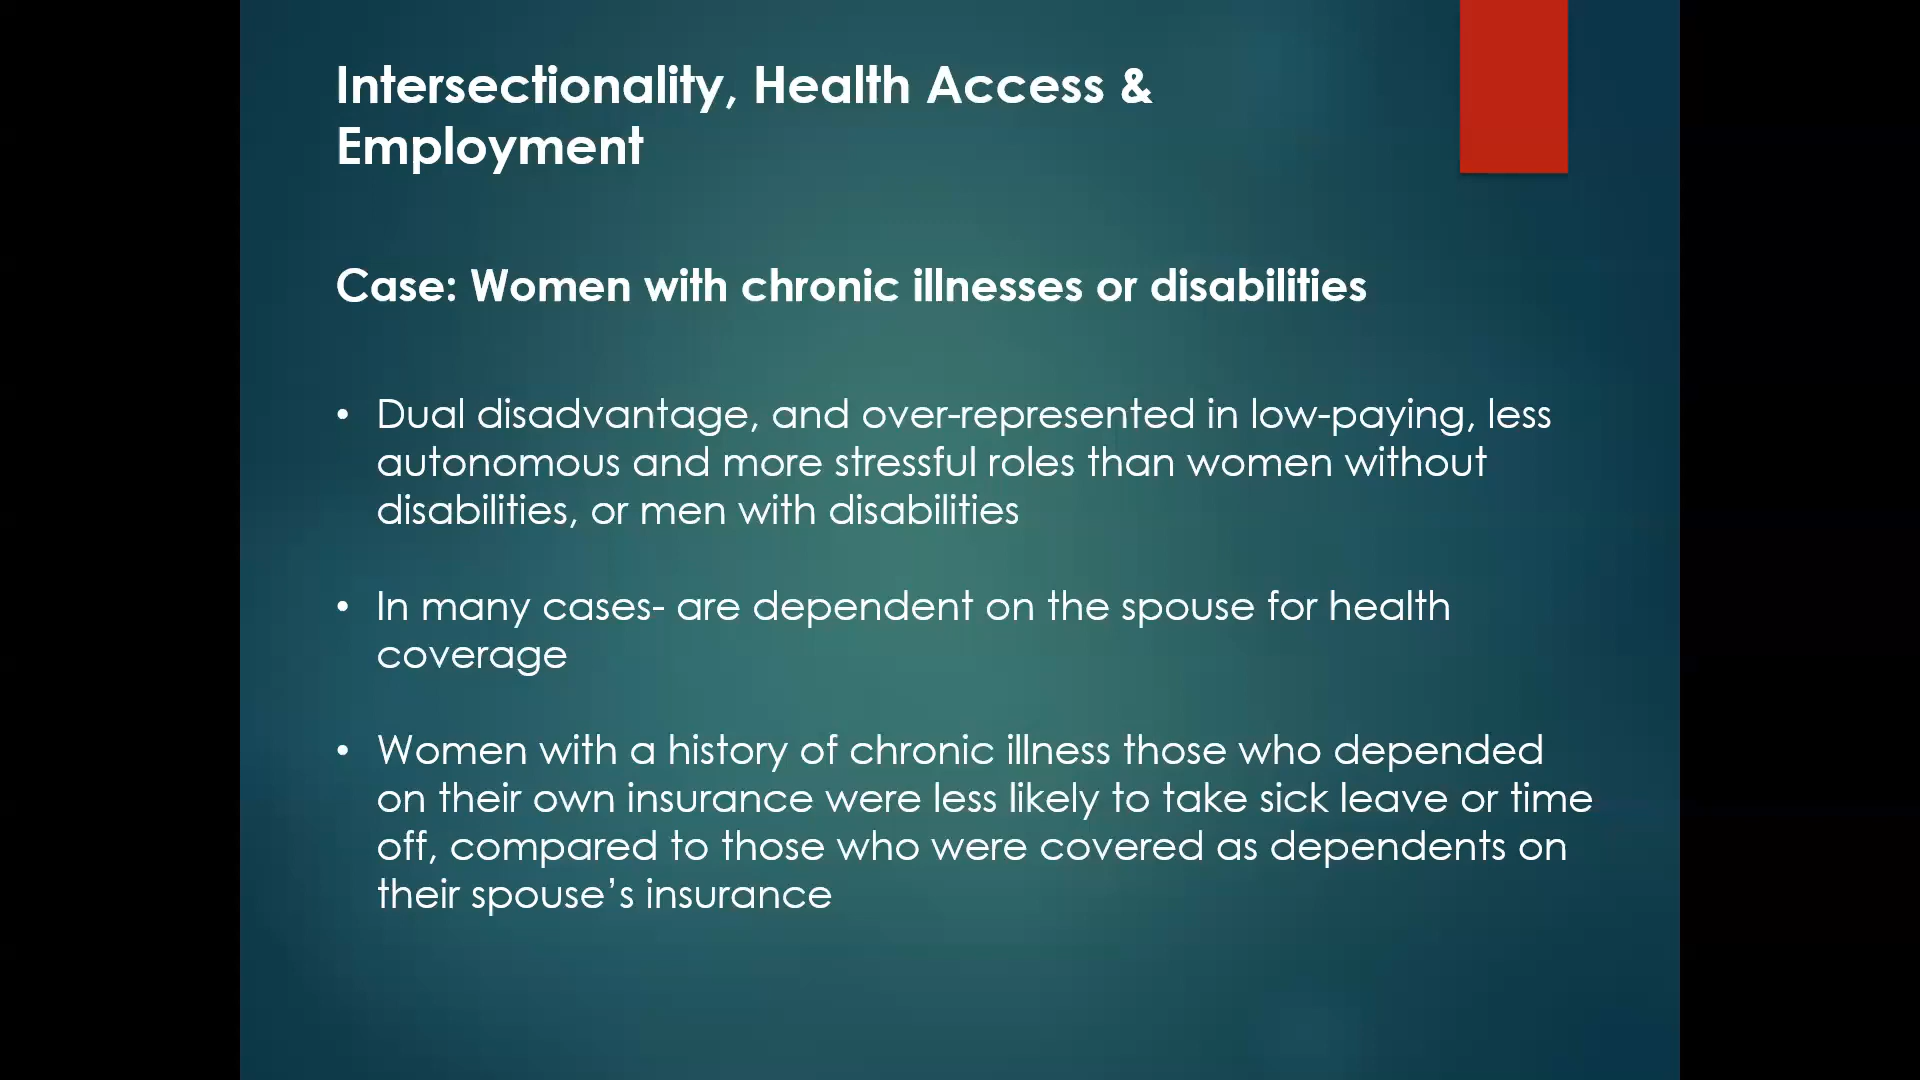 Intersectionality, Health Access &
Employment
Case: Women with chronic illnesses or disabilities
• Dual disadvantage, and over-represented in low-paying, less
autonomous and more stressful roles than women without
disabilities, or men with disabilities
• In many cases- are dependent on the spouse for health
coverage
• Women with a history of chronic illness those who depended
on their own insurance were less likely to take sick leave or time
off, compared to those who were covered as dependents on
their spouse’s insurance